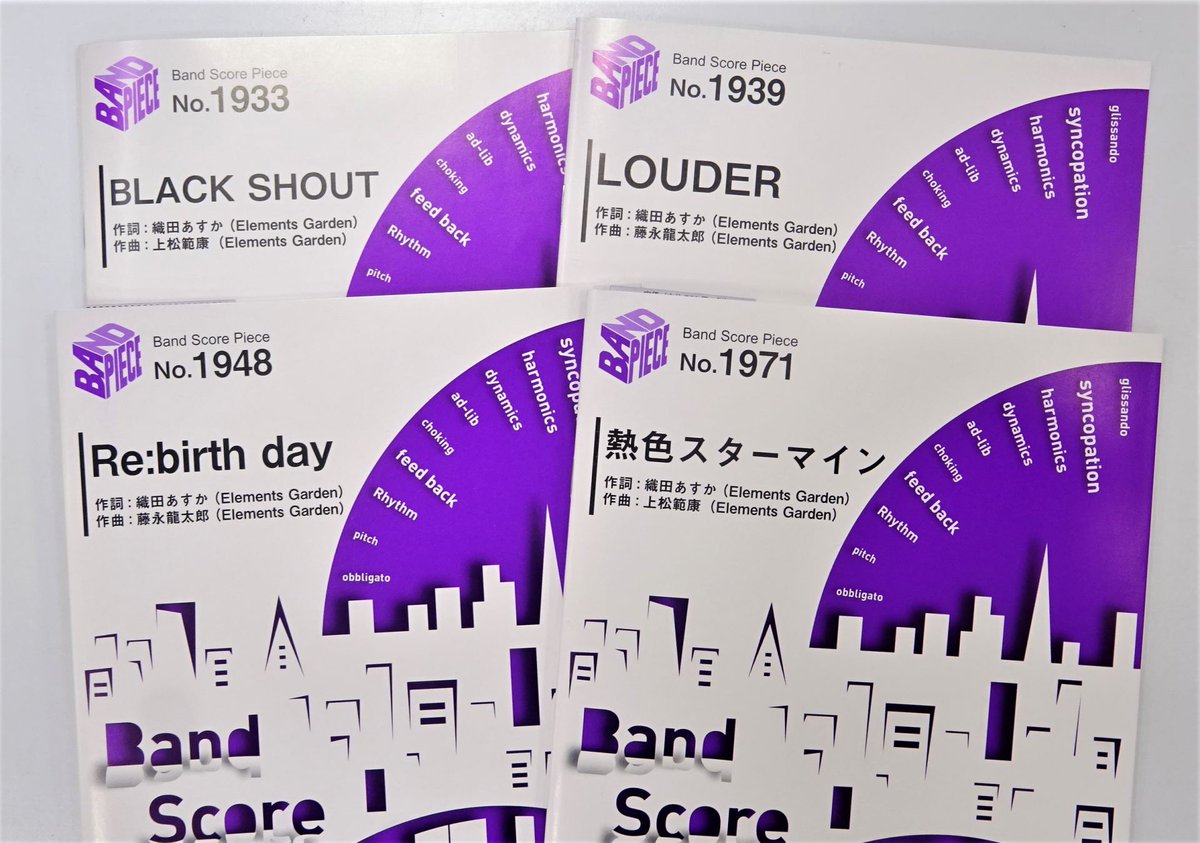 BAND PIECE
Band Score Piece
No.1933
BLACK SHOUT
作詞：織田あすか（Elements Garden）
作曲：上松範康（Elements Garden）
harmonics
dynamics
ad-lib
choking
feed back
Rhythm
pitch
BAND PIECE
Band Score Piece
No.1939
LOUDER
作詞：織田あすか（Elements Garden）
作曲：藤永龍太郎（Elements Garden）
glissando
syncopation
harmonics
dynamics
ad-lib
choking
feed back
Rhythm
pitch
BAND PIECE
Band Score Piece
No.1948
Re:birth day
作詞：織田あすか（Elements Garden）
作曲：藤永龍太郎（Elements Garden）
syncopa
harmonics
dynamics
ad-lib
choking
feed back
Rhythm
pitch
obbligato
Band
Score
BAND PIECE
Band Score Piece
No.1971
熱色スターマイン
作詞：織田あすか（Elements Garden）
作曲：上松範康（Elements Garden）
glissando
syncopation
harmonics
dynamics
ad-lib
choking
feed back
Rhythm
pitch
obbligato
Band
Score